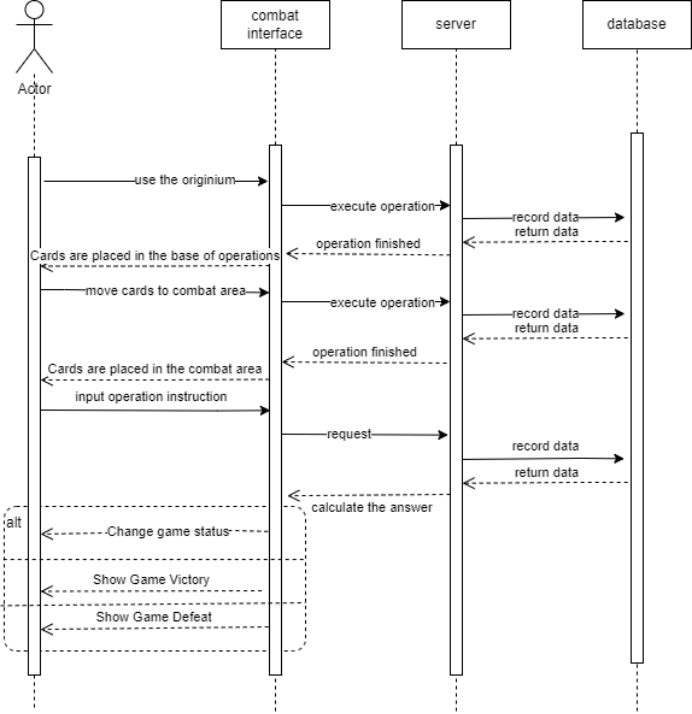 combat
interface
server
database
Actor
use the originium
execute operation
record data
return data
operation finished
Cards are placed in the base of operations
move cards to combat area
execute operation
record data
return data
operation finished
Cards are placed in the combat area
input operation instruction
request
record data
return data
calculate the answer
alt
Change game status
Show Game Victory
Show Game Defeat